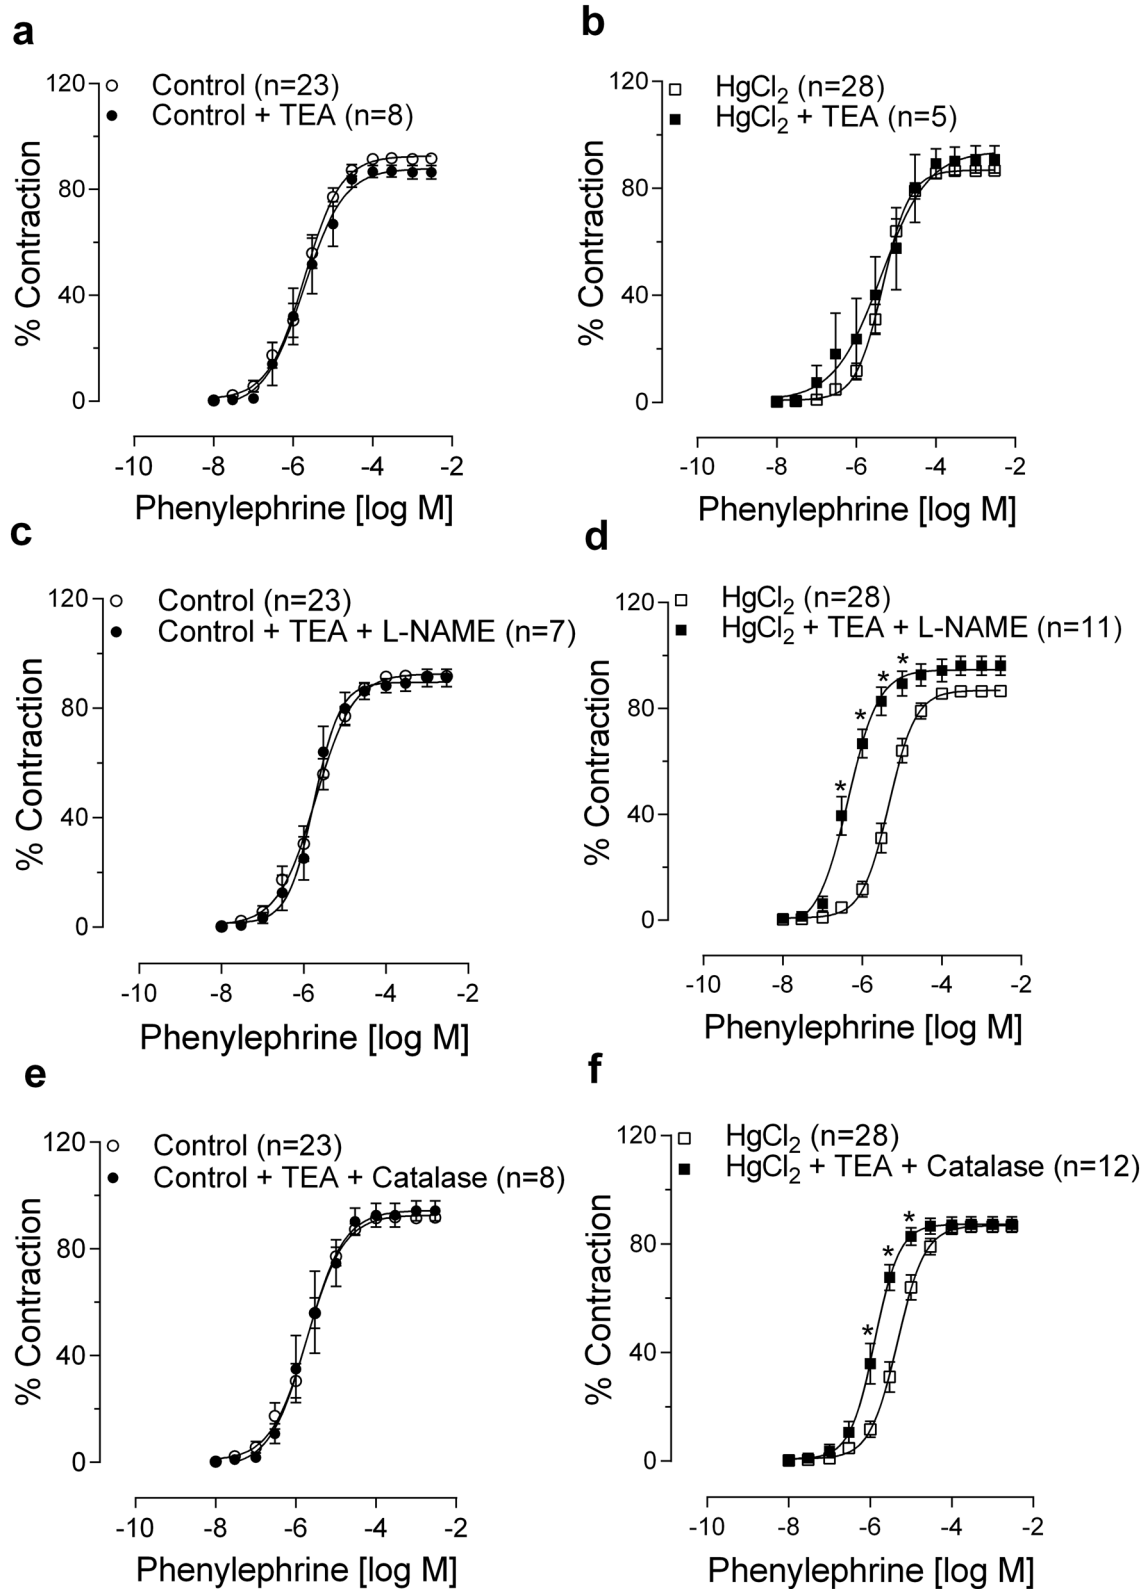 a
Control (n=23)
Control + TEA (n=8)
120
80
40
0
% Contraction
-10 -8 -6 -4 -2
Phenylephrine [log M]
b
HgCl2 (n=28)
HgCl2 + TEA (n=5)
120
80
40
0
% Contraction
-10 -8 -6 -4 -2
Phenylephrine [log M]
c
Control (n=23)
Control + TEA + L-NAME (n=7)
120
80
40
0
% Contraction
-10 -8 -6 -4 -2
Phenylephrine [log M]
d
HgCl2 (n=28)
HgCl2 + TEA + L-NAME (n=11)
120
80
40
0
% Contraction
* * * *
-10 -8 -6 -4 -2
Phenylephrine [log M]
e
Control (n=23)
Control + TEA + Catalase (n=8)
120
80
40
0
% Contraction
-10 -8 -6 -4 -2
Phenylephrine [log M]
f
HgCl2 (n=28)
HgCl2 + TEA + Catalase (n=12)
120
80
40
0
% Contraction
* * *
-10 -8 -6 -4 -2
Phenylephrine [log M]